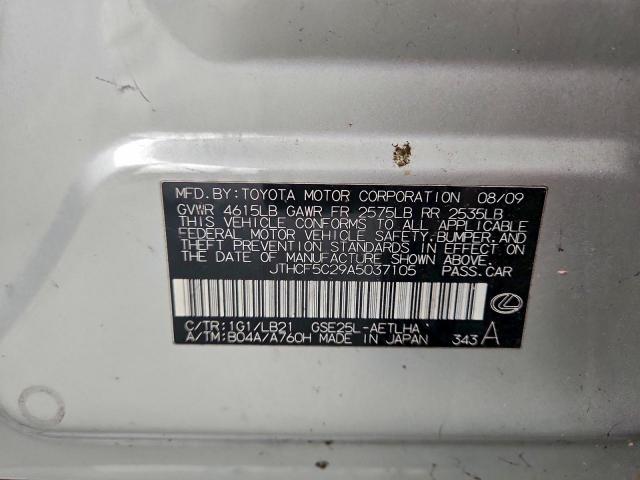 MFD. BY: TOYOTA MOTOR CORPORATION 08/09
GVWR 4615LB GAWR FR 2575LB RR 2535LB
THIS VEHICLE CONFORMS TO ALL APPLICABLE
FEDERAL MOTOR VEHICLE SAFETY, BUMPER, AND
THEFT PREVENTION STANDARDS IN EFFECT ON
THE DATE OF MANUFACTURE SHOWN ABOVE.
JTHCF5C29A5037105 PASS.CAR
C/TR: 1G1/LB21 GSE25L-AETLHA
A/TM: B04A/A760H MADE IN JAPAN 343 A